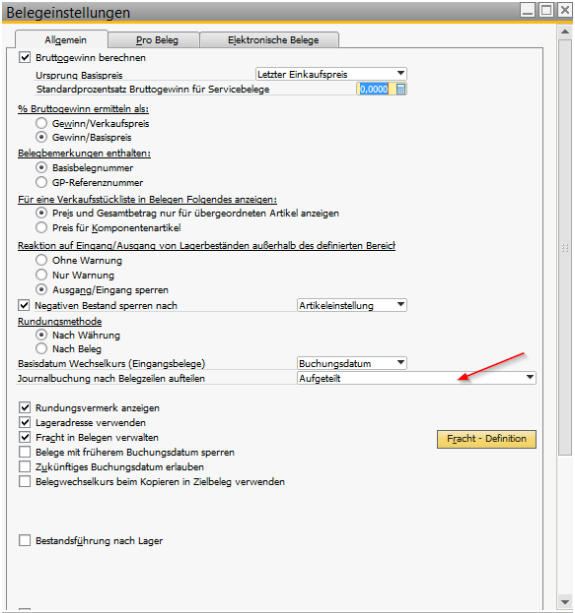 Belegeinstellungen
Allgemein Pro Beleg Elektronische Belege
Bruttogewinn berechnen
Ursprung Basispreis Letzter Einkaufspreis
Standardprozentsatz Bruttogewinn für Servicebelege 0,0000
% Bruttogewinn ermitteln als:
Gewinn/Verkaufspreis
Gewinn/Basispreis
Belegbemerkungen enthalten:
Basisbelegnummer
GP-Referenznummer
Für eine Verkaufsstückliste in Belegen Folgendes anzeigen:
Preis und Gesamtbetrag nur für übergeordneten Artikel anzeigen
Preis für Komponentenartikel
Reaktion auf Eingang/Ausgang von Lagerbeständen außerhalb des definierten Bereich
Ohne Warnung
Nur Warnung
Ausgang/Eingang sperren
Negativen Bestand sperren nach Artikeleinstellung
Rundungsmethode
Nach Währung
Nach Beleg
Basisdatum Wechselkurs (Eingangsbelege) Buchungsdatum
Journalbuchung nach Belegzeilen aufteilen Aufgeteilt
Rundungsvermerk anzeigen
Lageradresse verwenden
Fracht in Belegen verwalten Fracht - Definition
Belege mit früherem Buchungsdatum sperren
Zukünftiges Buchungsdatum erlauben
Belegwechselkurs beim Kopieren in Zielbeleg verwenden
Bestandsführung nach Lager